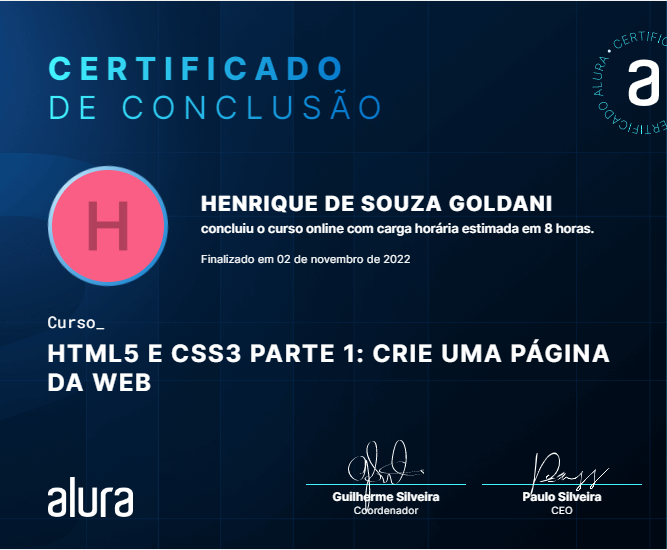 CERTIFICADO
DE CONCLUSÃO
CERTIFICADO ALURA • CERTIFIC
a
H
HENRIQUE DE SOUZA GOLDANI
concluiu o curso online com carga horária estimada em 8 horas.
Finalizado em 02 de novembro de 2022
Curso_
HTML5 E CSS3 PARTE 1: CRIE UMA PÁGINA
DA WEB
alura
Guilherme Silveira
Coordenador
Paulo Silveira
CEO